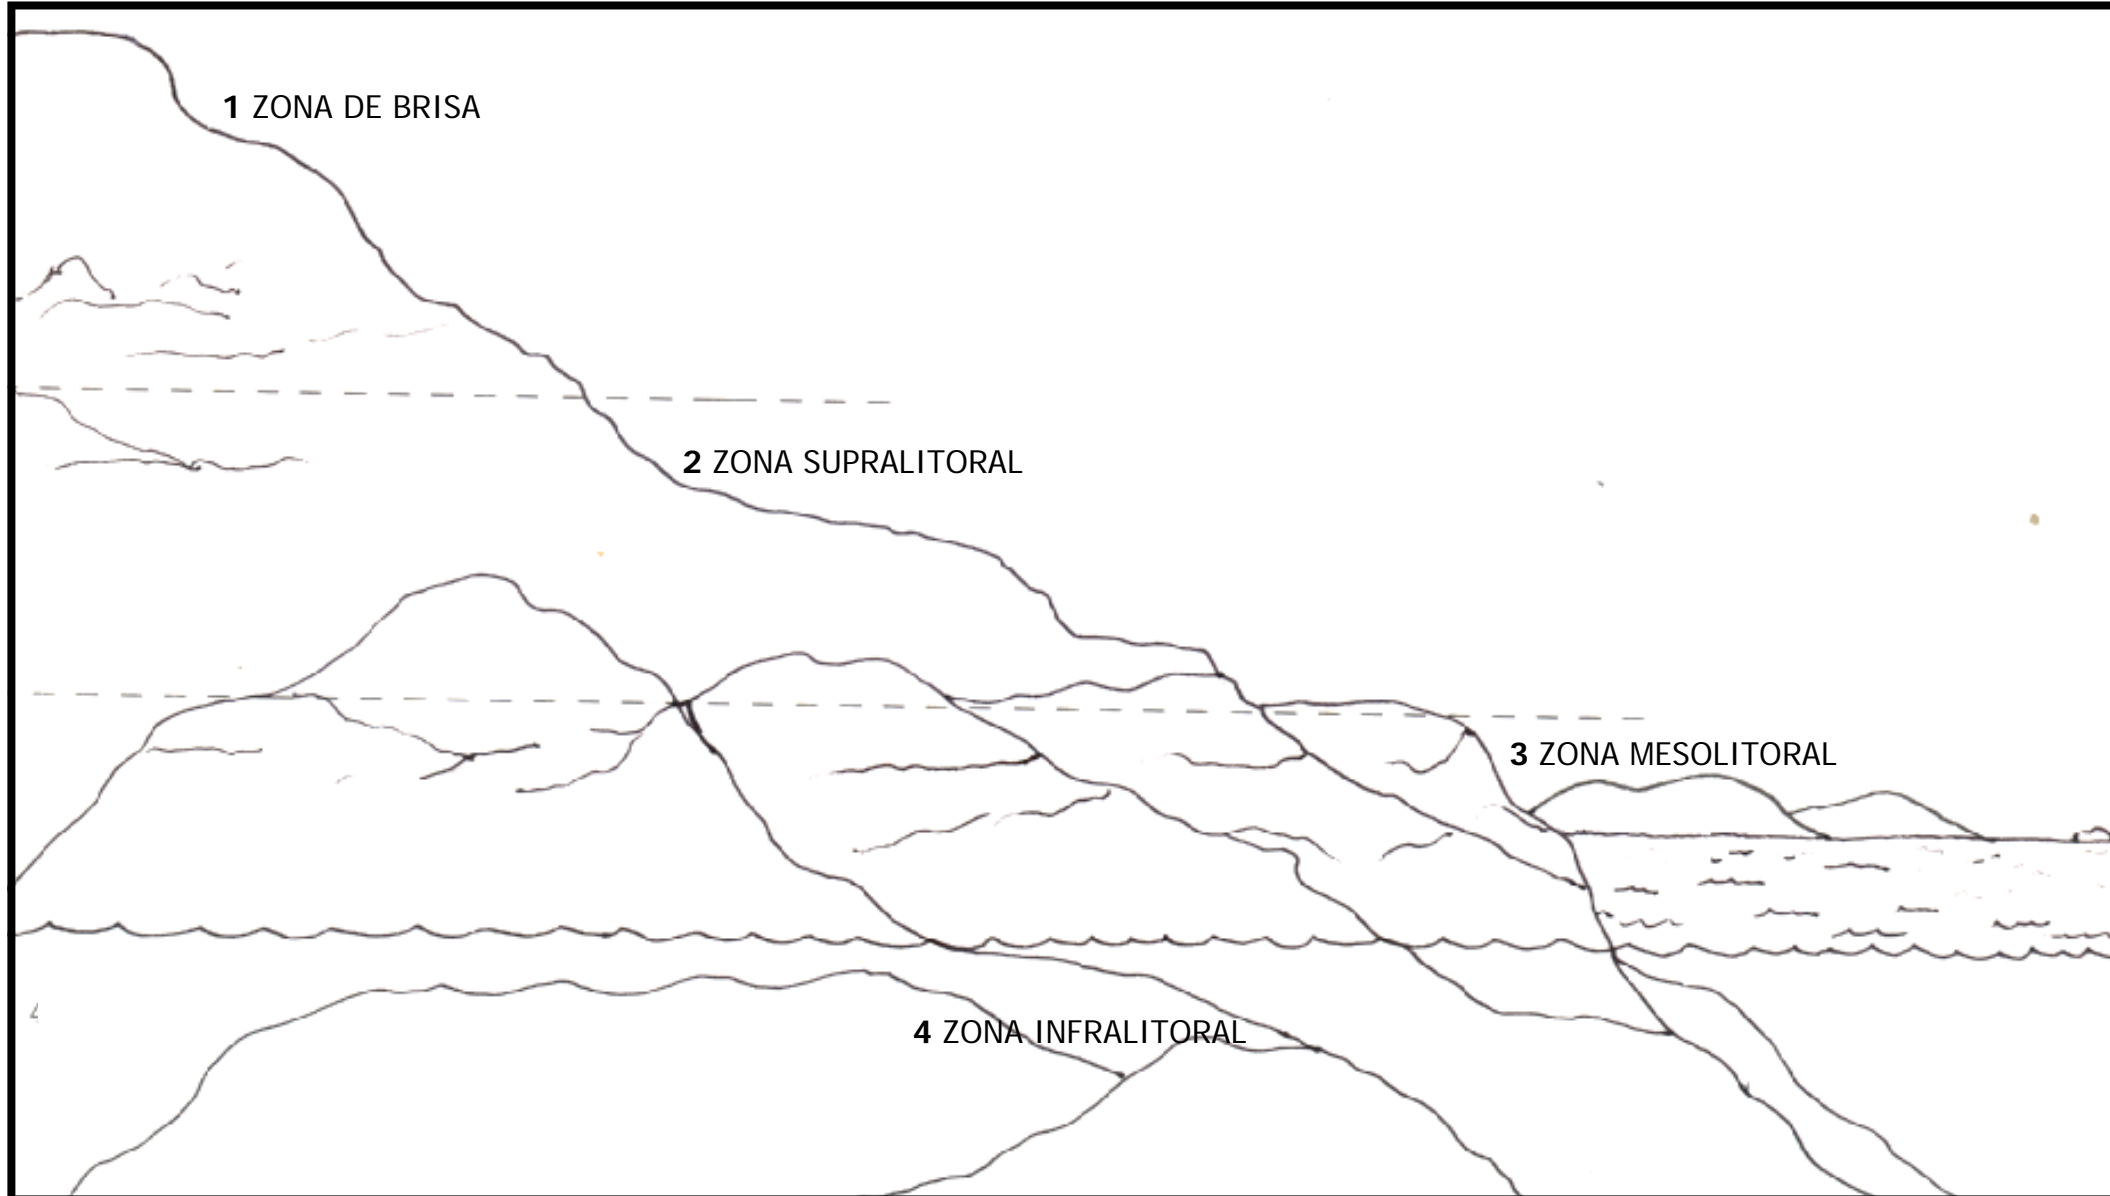 1 ZONA DE BRISA
2 ZONA SUPRALITORAL
3 ZONA MESOLITORAL
4 ZONA INFRALITORAL